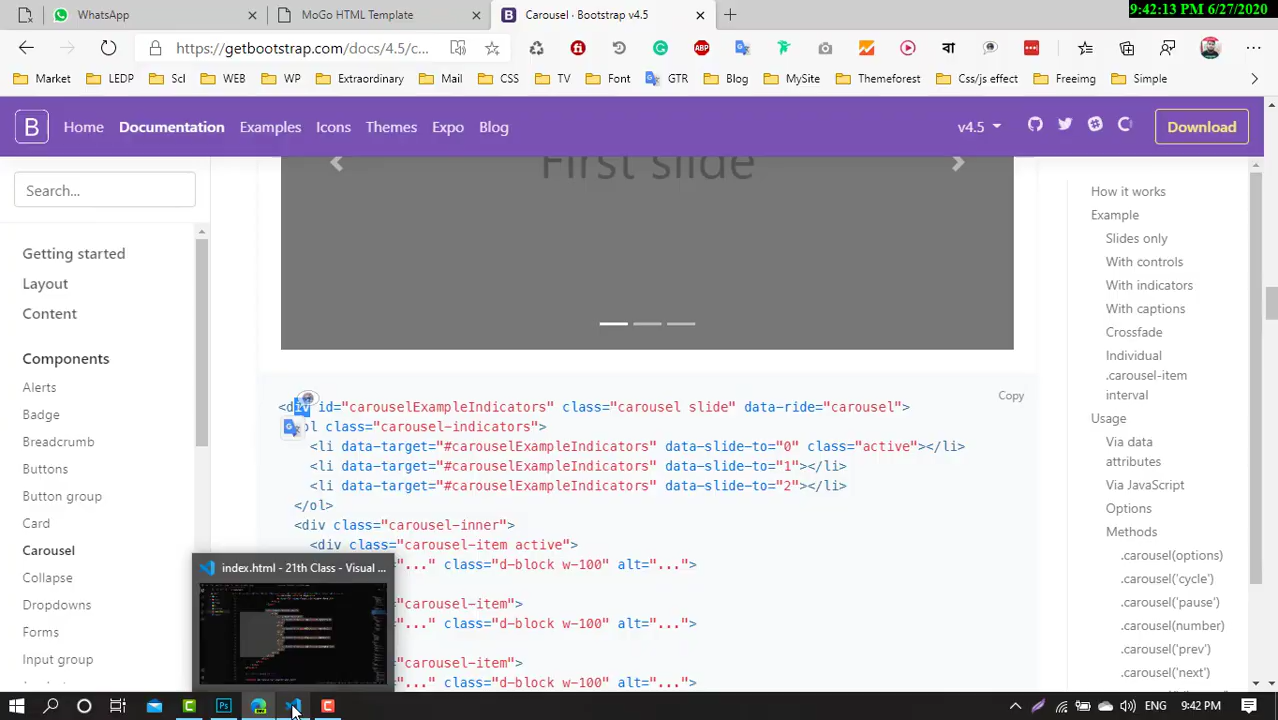 9:42:13 PM 6/27/2020
WhatsApp
MoGo HTML Template
Carousel · Bootstrap v4.5
https://getbootstrap.com/docs/4.5/c...
ABP
বা
Market LEDP Scl WEB WP Extraordinary Mail CSS TV Font GTR Blog MySite Themeforest Css/js effect Freeimg Simple
B Home Documentation Examples Icons Themes Expo Blog v4.5 Download
First slide
Search...
Getting started
Layout
Content
Components
Alerts
Badge
Breadcrumb
Buttons
Button group
Card
Carousel
Collapse
owns
ut group
How it works
Example
Slides only
With controls
With indicators
With captions
Crossfade
Individual
.carousel-item
interval
Usage
Via data
attributes
Via JavaScript
Options
Methods
.carousel(options)
.carousel('cycle')
.carousel('pause')
.carousel(number)
.carousel('prev')
.carousel('next')
Copy
<div id="carouselExampleIndicators" class="carousel slide" data-ride="carousel">
ol class="carousel-indicators">
<li data-target="#carouselExampleIndicators" data-slide-to="0" class="active"></li>
<li data-target="#carouselExampleIndicators" data-slide-to="1"></li>
<li data-target="#carouselExampleIndicators" data-slide-to="2"></li>
</ol>
<div class="carousel-inner">
<div class="carousel-item active">
"..." class="d-block w-100" alt="...">
"carousel-item">
"..." class="d-block w-100" alt="...">
"carousel-item">
"..." class="d-block w-100" alt="...">
index.html - 21th Class - Visual ...
Ps
C
ENG 9:42 PM